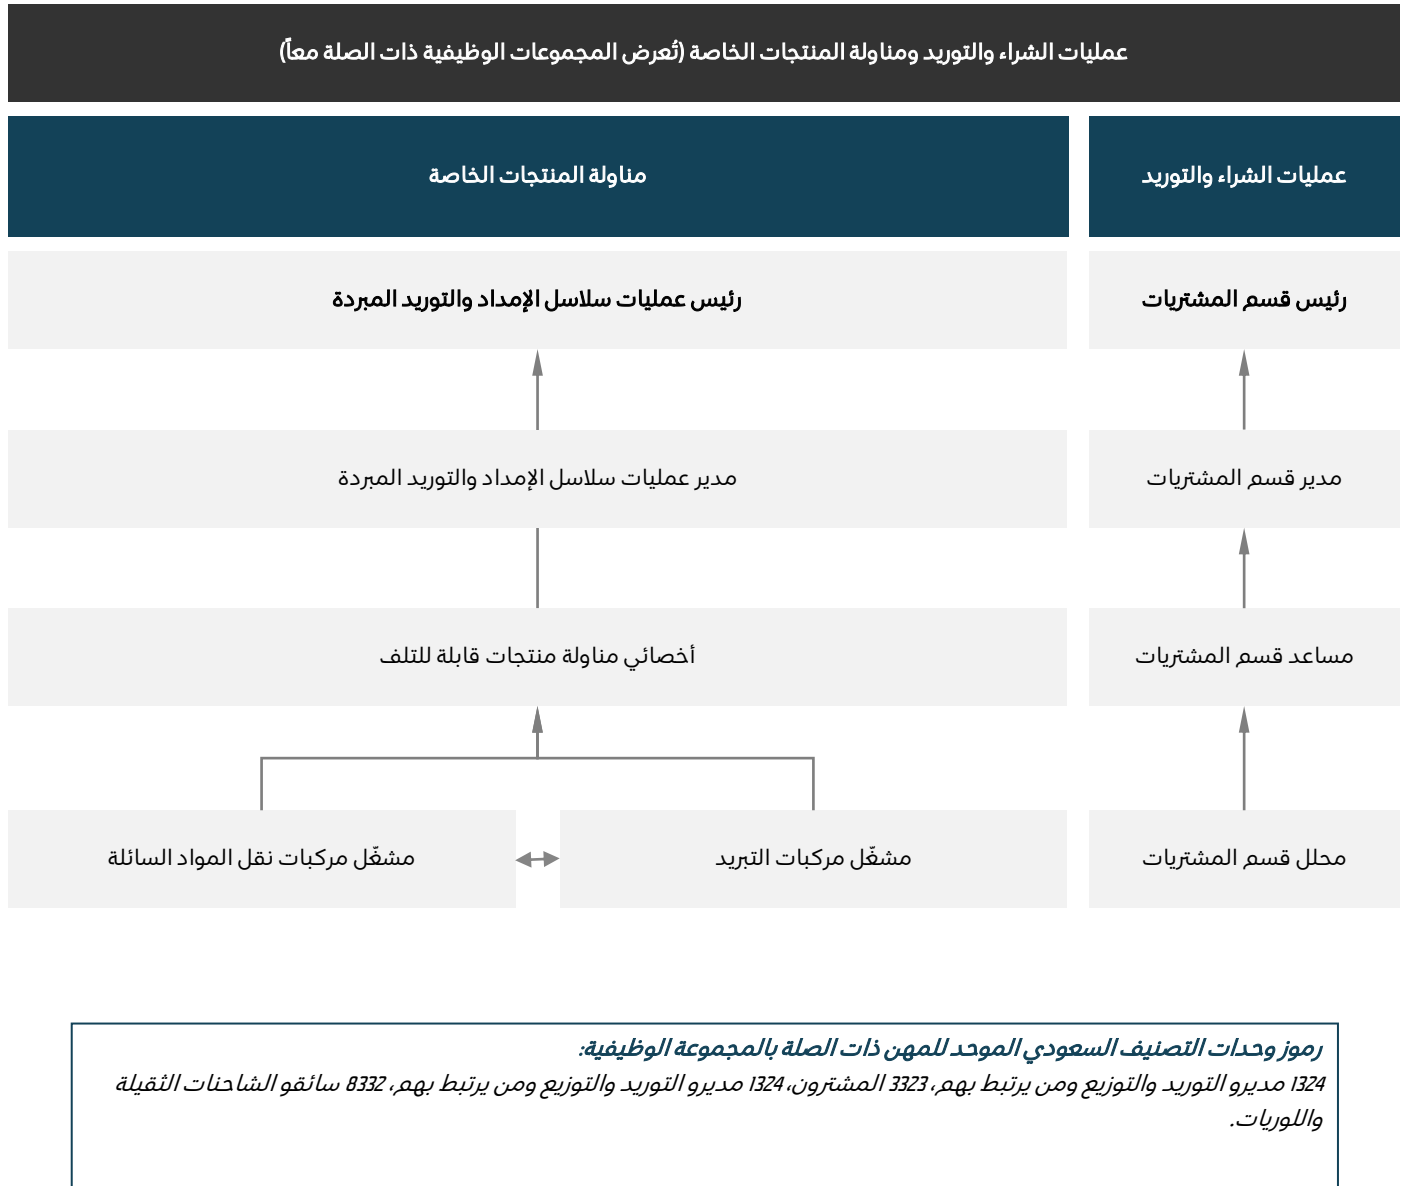 عمليات الشراء والتوريد ومناولة المنتجات الخاصة (تُعرض المجموعات الوظيفية ذات الصلة معاً)
عمليات الشراء والتوريد
مناولة المنتجات الخاصة
رئيس قسم المشتريات
رئيس عمليات سلاسل الإمداد والتوريد المبردة
مدير قسم المشتريات
مدير عمليات سلاسل الإمداد والتوريد المبردة
مساعد قسم المشتريات
أخصائي مناولة منتجات قابلة للتلف
محلل قسم المشتريات
مشغّل مركبات التبريد
مشغّل مركبات نقل المواد السائلة
رموز وحدات التصنيف السعودي الموحد للمهن ذات الصلة بالمجموعة الوظيفية:
1324 مديرو التوريد والتوزيع ومن يرتبط بهم، 3323 المشترون، 1324 مديرو التوريد والتوزيع ومن يرتبط بهم، 8332 سائقو الشاحنات الثقيلة
واللوريات.